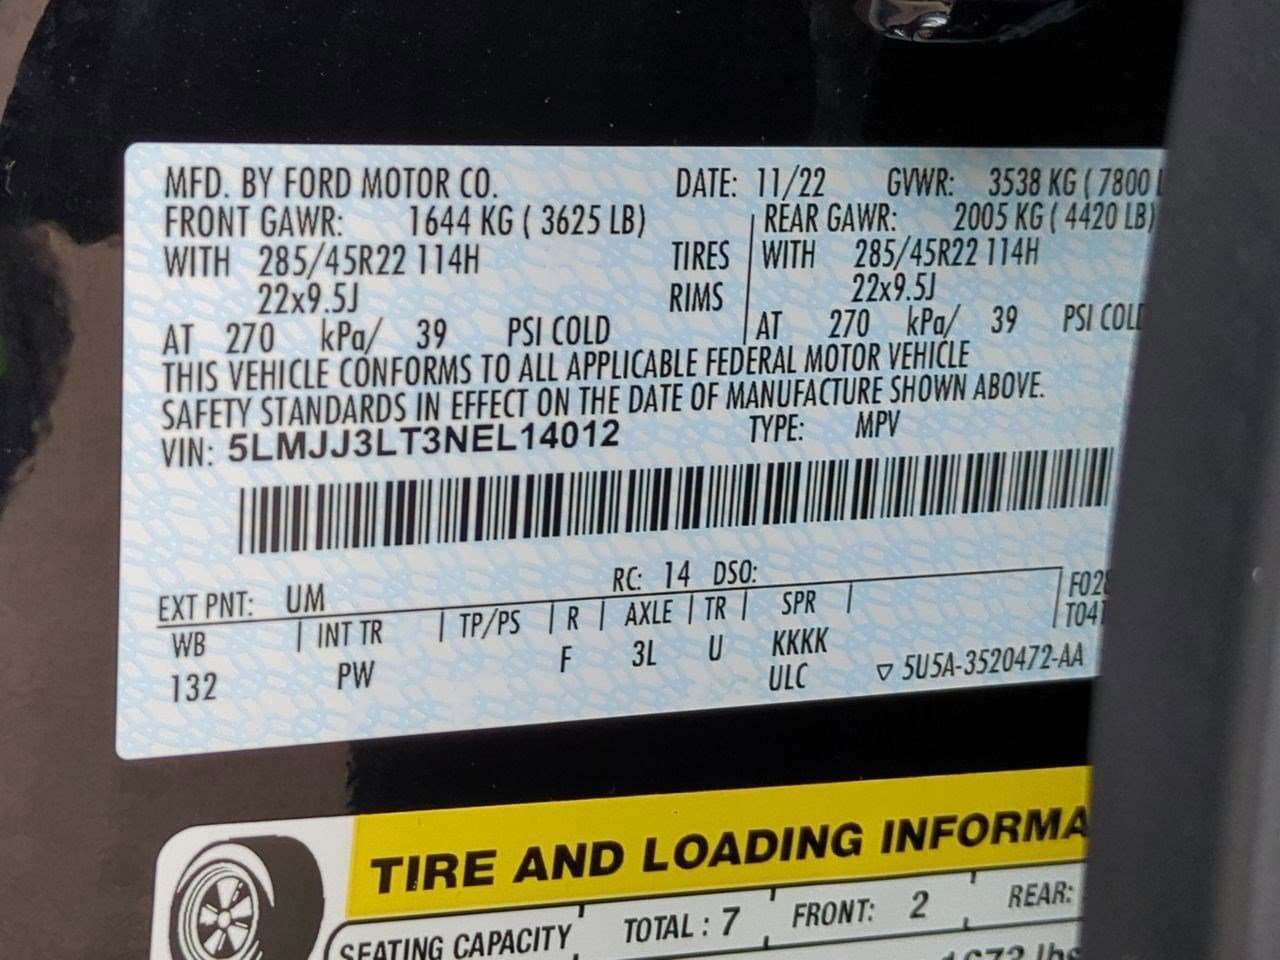 MFD. BY FORD MOTOR CO. DATE: 11/22 GVWR: 3538 KG ( 7800
FRONT GAWR: 1644 KG ( 3625 LB) REAR GAWR: 2005 KG ( 4420 LB)
WITH 285/45R22 114H TIRES WITH 285/45R22 114H
22x9.5J RIMS 22x9.5J
AT 270 kPa/ 39 PSI COLD AT 270 kPa/ 39 PSI COLD
THIS VEHICLE CONFORMS TO ALL APPLICABLE FEDERAL MOTOR VEHICLE
SAFETY STANDARDS IN EFFECT ON THE DATE OF MANUFACTURE SHOWN ABOVE.
VIN: 5LMJJ3LT3NEL14012 TYPE: MPV
EXT PNT: UM RC: 14 DSO:
WB INT TR TP/PS R AXLE TR SPR
132 PW F 3L U KKKK
ULC ▽ 5U5A-3520472-AA
TIRE AND LOADING INFORMA
SEATING CAPACITY TOTAL : 7 FRONT: 2 REAR: